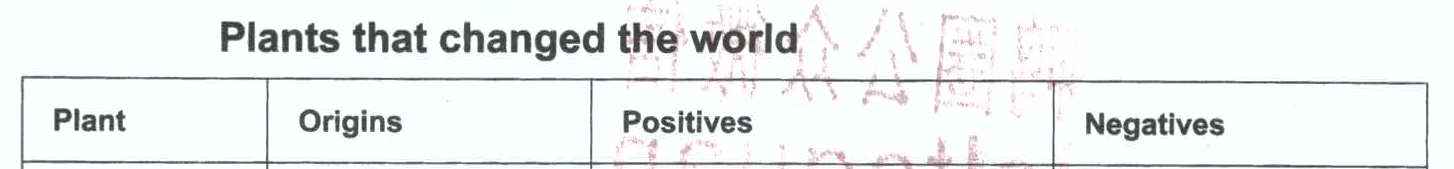 Plants that changed the world
Plant Origins Positives Negatives